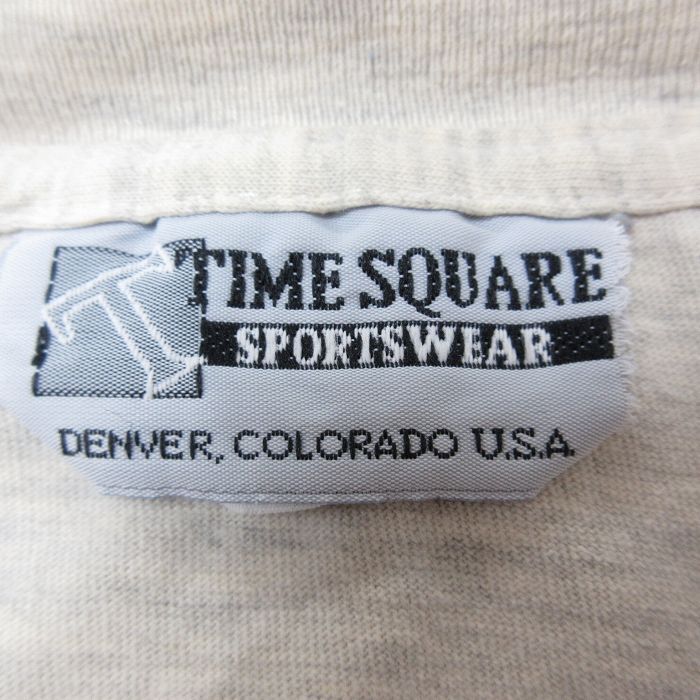 TIME SQUARE
SPORTSWEAR
DENVER, COLORADO U.S.A.